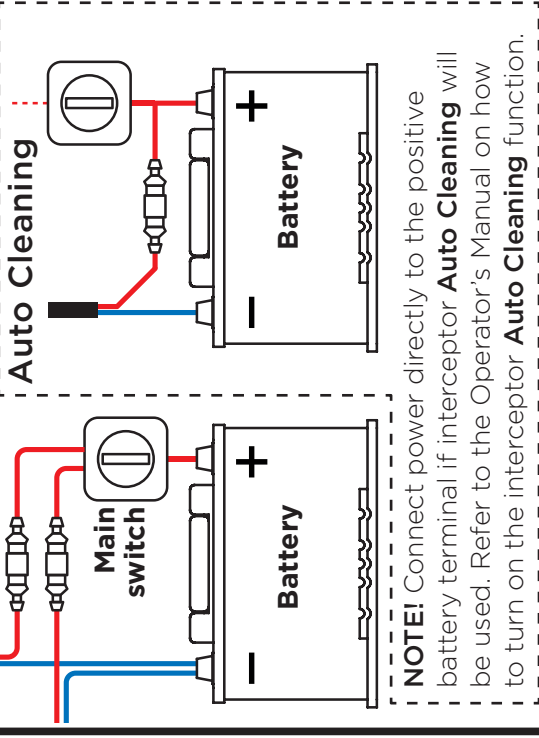 Auto Cleaning
Battery
Main
switch
Battery
NOTE! Connect power directly to the positive
battery terminal if interceptor Auto Cleaning will
be used. Refer to the Operator's Manual on how
to turn on the interceptor Auto Cleaning function.